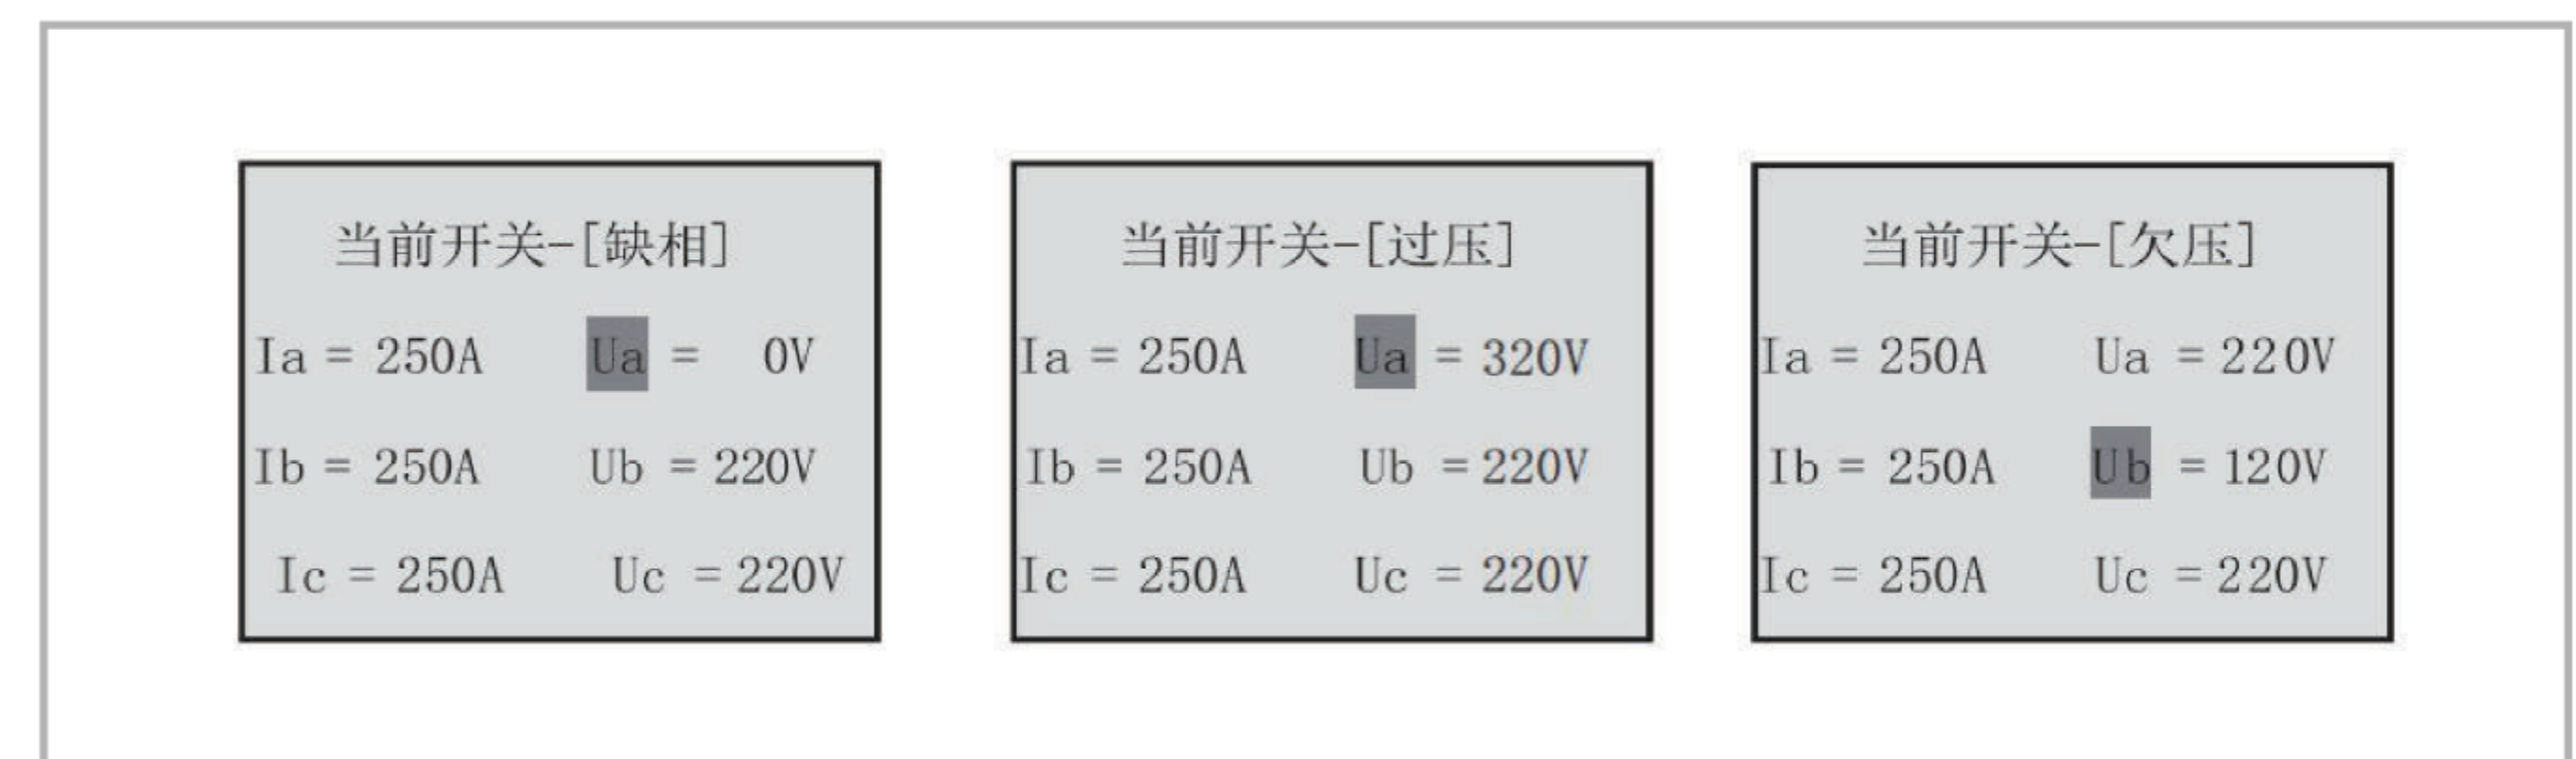 当前开关-[缺相]
Ia = 250A Ua = 0V
Ib = 250A Ub = 220V
Ic = 250A Uc = 220V
当前开关-[过压]
Ia = 250A Ua = 320V
Ib = 250A Ub = 220V
Ic = 250A Uc = 220V
当前开关-[欠压]
Ia = 250A Ua = 220V
Ib = 250A Ub = 120V
Ic = 250A Uc = 220V